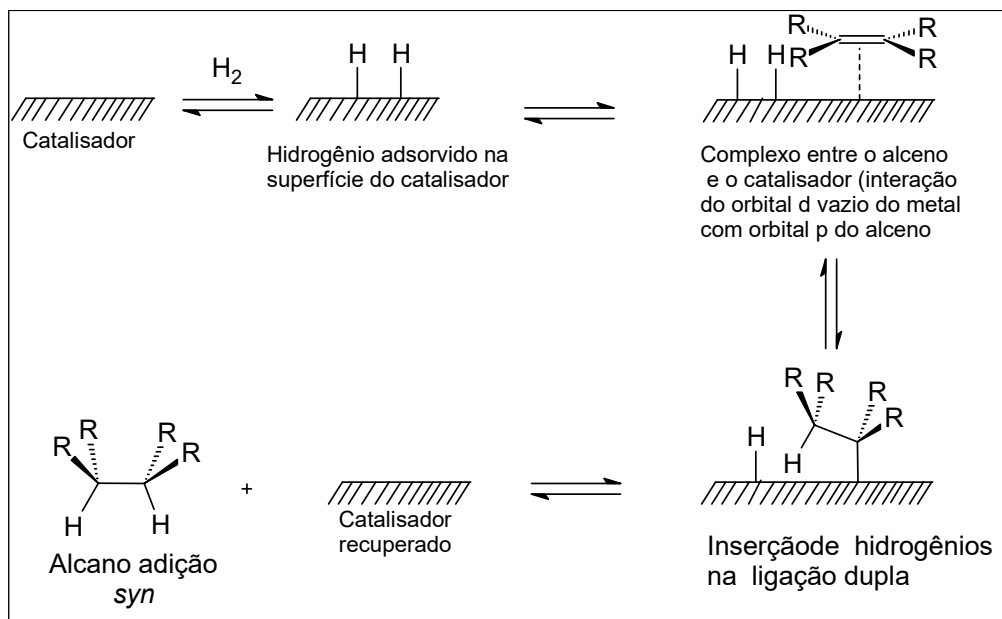 H₂
Catalisador
H H
Hidrogênio adsorvido na
superfície do catalisador
R R
H H R R
Complexo entre o alceno
e o catalisador (interação
do orbital d vazio do metal
com orbital p do alceno
R R R
R
H
H
Inserçãode hidrogênios
na ligação dupla
R R
R R
H H
+
Catalisador
recuperado
Alcano adição
syn